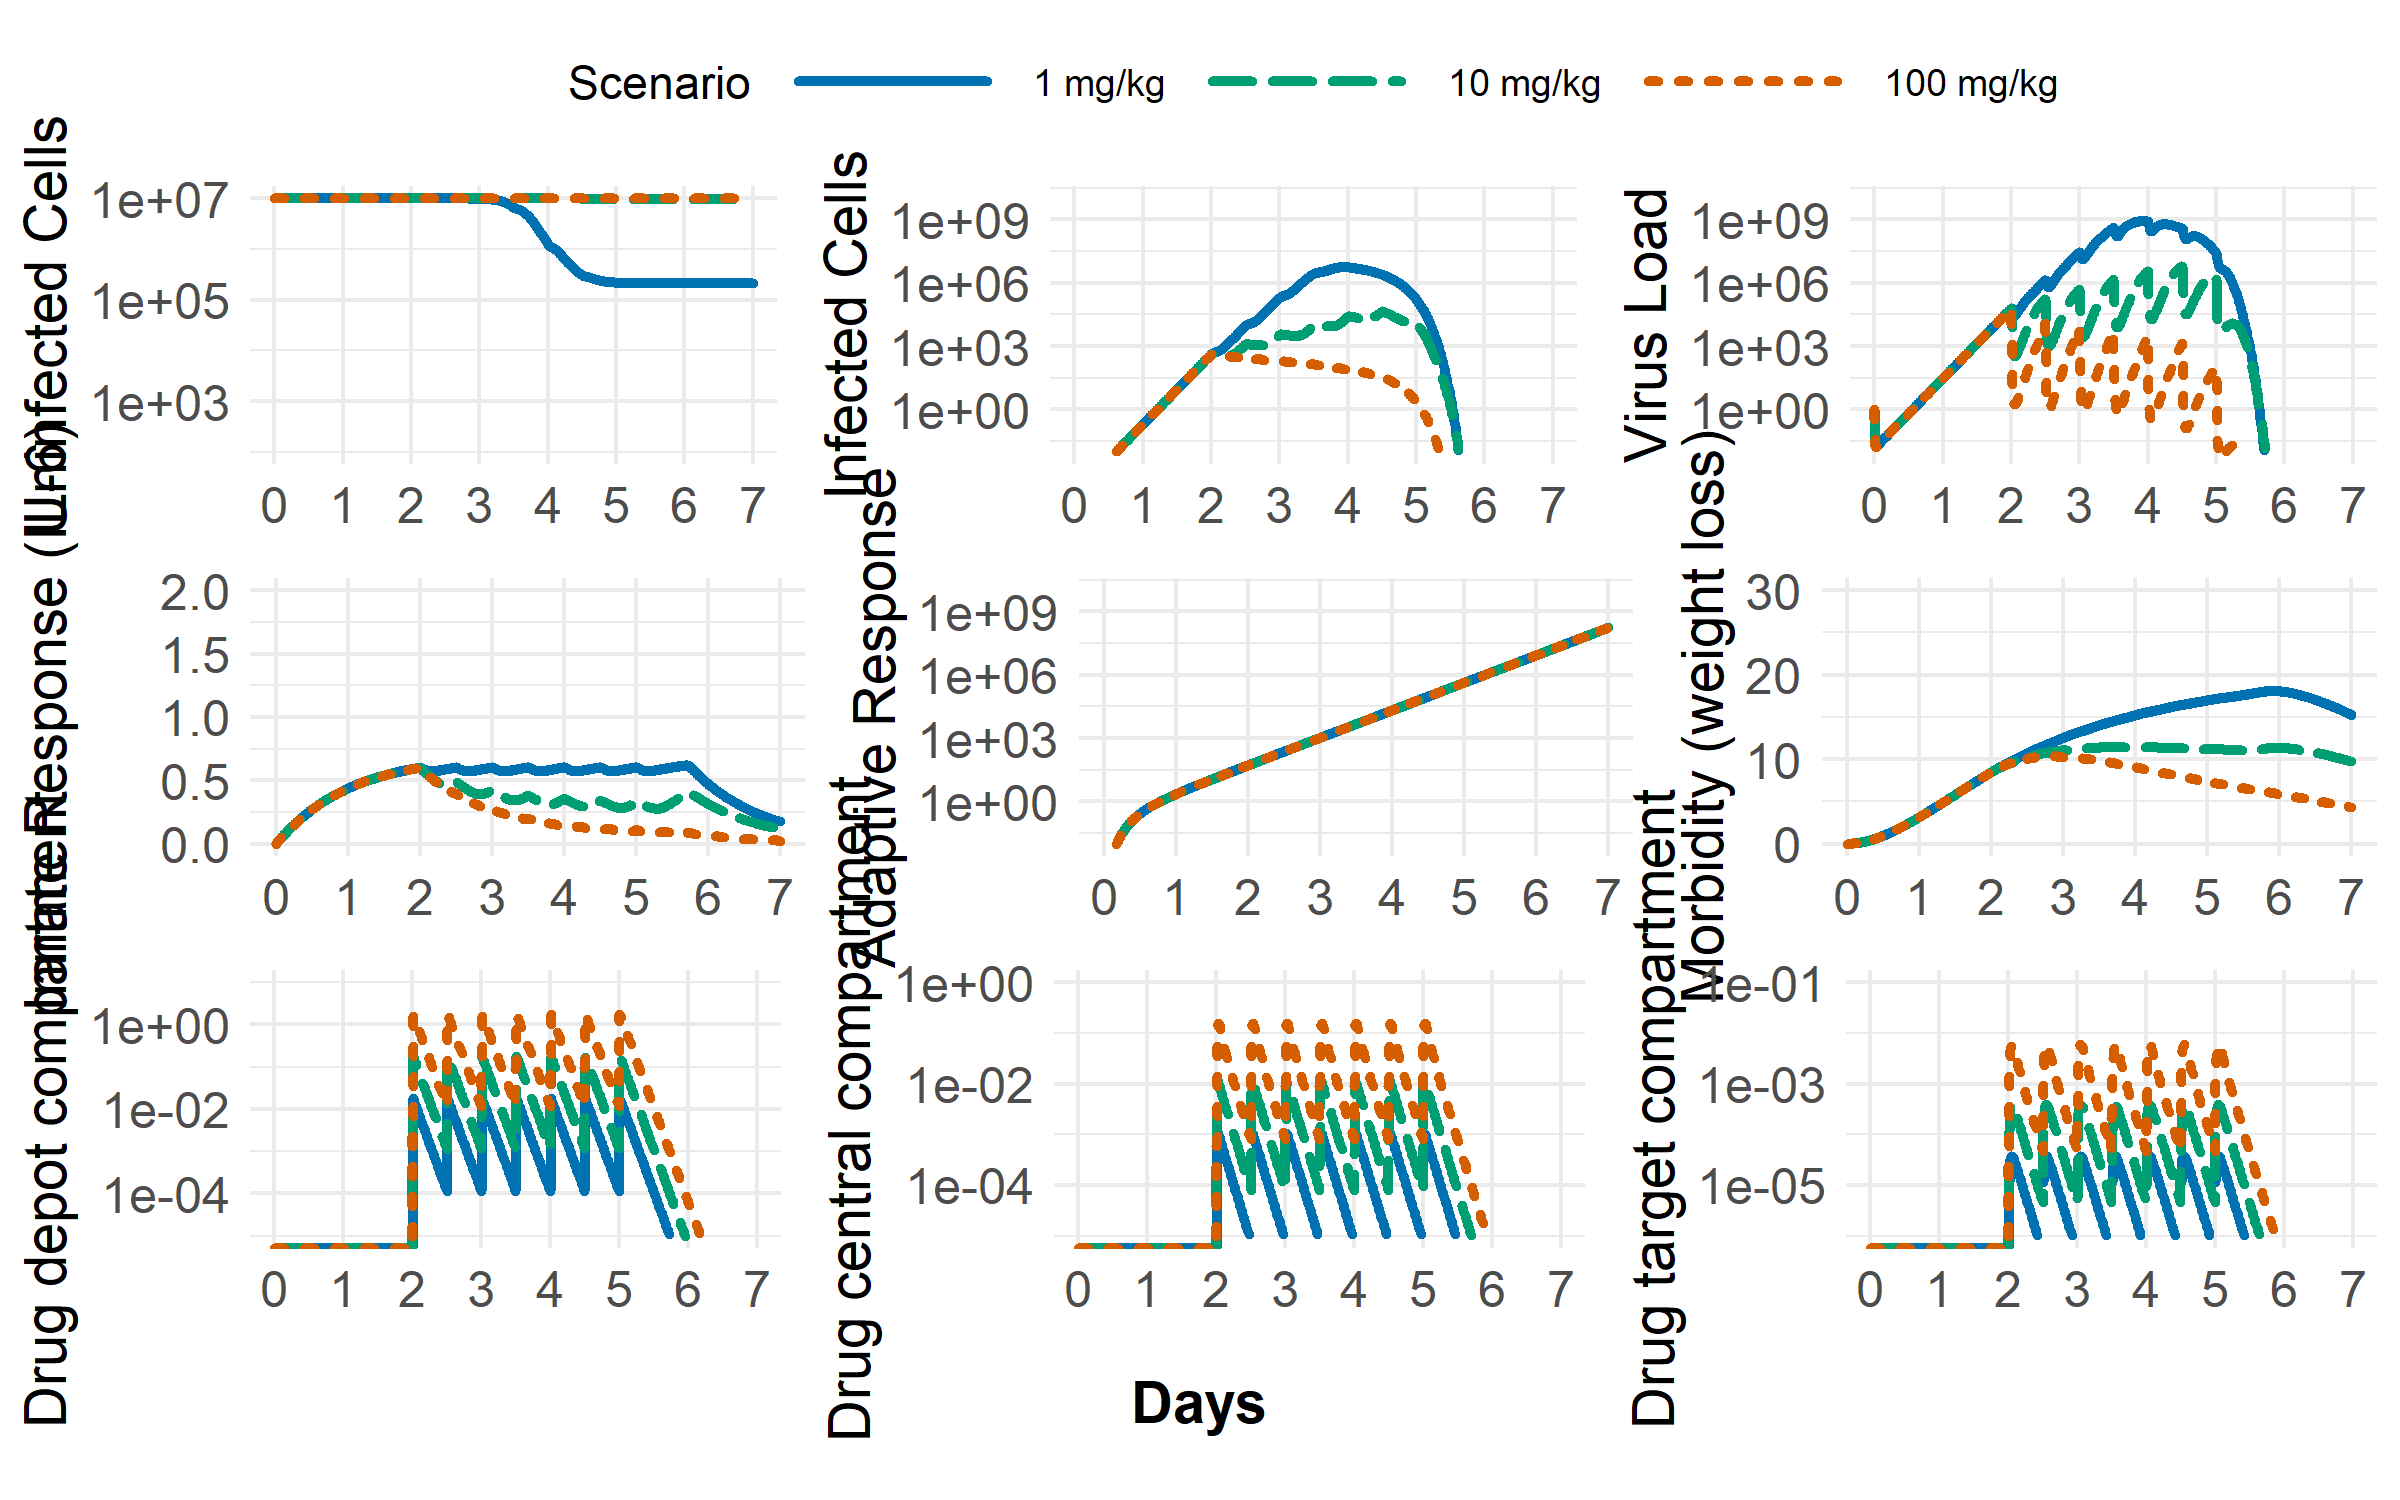 Scenario 1 mg/kg 10 mg/kg 100 mg/kg
Uninfected Cells
1e+07
1e+05
1e+03
0 1 2 3 4 5 6 7
Infected Cells
1e+09
1e+06
1e+03
1e+00
0 1 2 3 4 5 6 7
Virus Load
1e+09
1e+06
1e+03
1e+00
0 1 2 3 4 5 6 7
Innate Response (IL-6)
2.0
1.5
1.0
0.5
0.0
0 1 2 3 4 5 6 7
Adaptive Response
1e+09
1e+06
1e+03
1e+00
0 1 2 3 4 5 6 7
Morbidity (weight loss)
30
20
10
0
0 1 2 3 4 5 6 7
Drug depot compartment
1e+00
1e-02
1e-04
0 1 2 3 4 5 6 7
Drug central compartment
1e+00
1e-02
1e-04
0 1 2 3 4 5 6 7
Drug target compartment
1e-01
1e-03
1e-05
0 1 2 3 4 5 6 7
Days